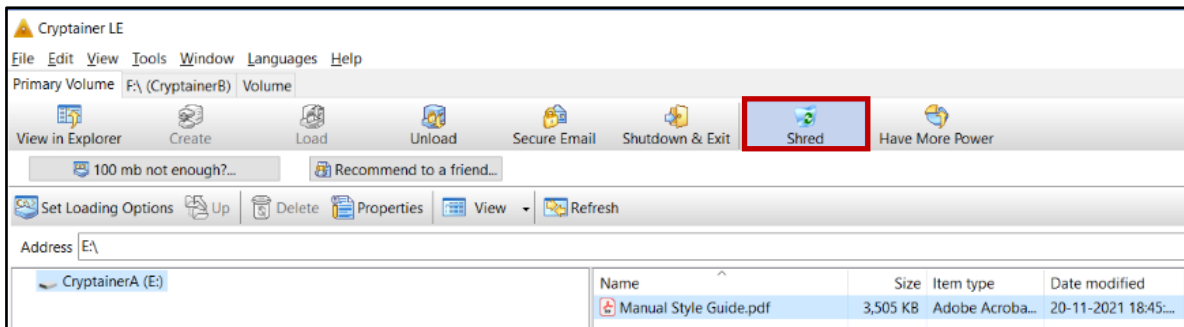 Cryptainer LE
File Edit View Tools Window Languages Help
Primary Volume F:\ (CryptainerB) Volume
View in Explorer Create Load Unload Secure Email Shutdown & Exit Shred Have More Power
100 mb not enough?... Recommend to a friend...
Set Loading Options Up Delete Properties View Refresh
Address E:\
CryptainerA (E:) Name Size Item type Date modified
Manual Style Guide.pdf 3,505 KB Adobe Acroba... 20-11-2021 18:45:...